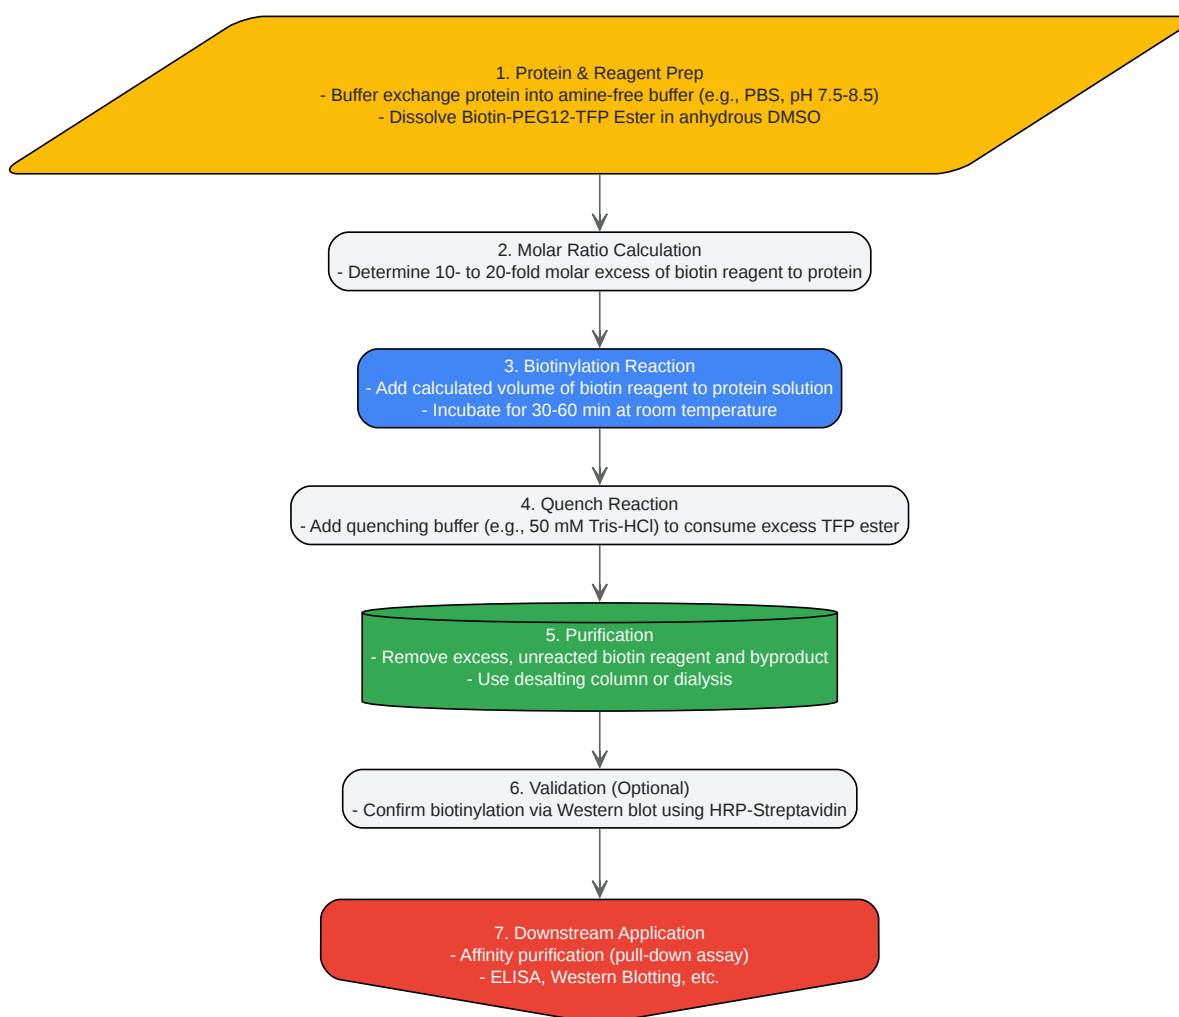 1. Protein & Reagent Prep
- Buffer exchange protein into amine-free buffer (e.g., PBS, pH 7.5-8.5)
- Dissolve Biotin-PEG12-TFP Ester in anhydrous DMSO
2. Molar Ratio Calculation
- Determine 10- to 20-fold molar excess of biotin reagent to protein
3. Biotinylation Reaction
- Add calculated volume of biotin reagent to protein solution
- Incubate for 30-60 min at room temperature
4. Quench Reaction
- Add quenching buffer (e.g., 50 mM Tris-HCl) to consume excess TFP ester
5. Purification
- Remove excess, unreacted biotin reagent and byproduct
- Use desalting column or dialysis
6. Validation (Optional)
- Confirm biotinylation via Western blot using HRP-Streptavidin
7. Downstream Application
- Affinity purification (pull-down assay)
- ELISA, Western Blotting, etc.